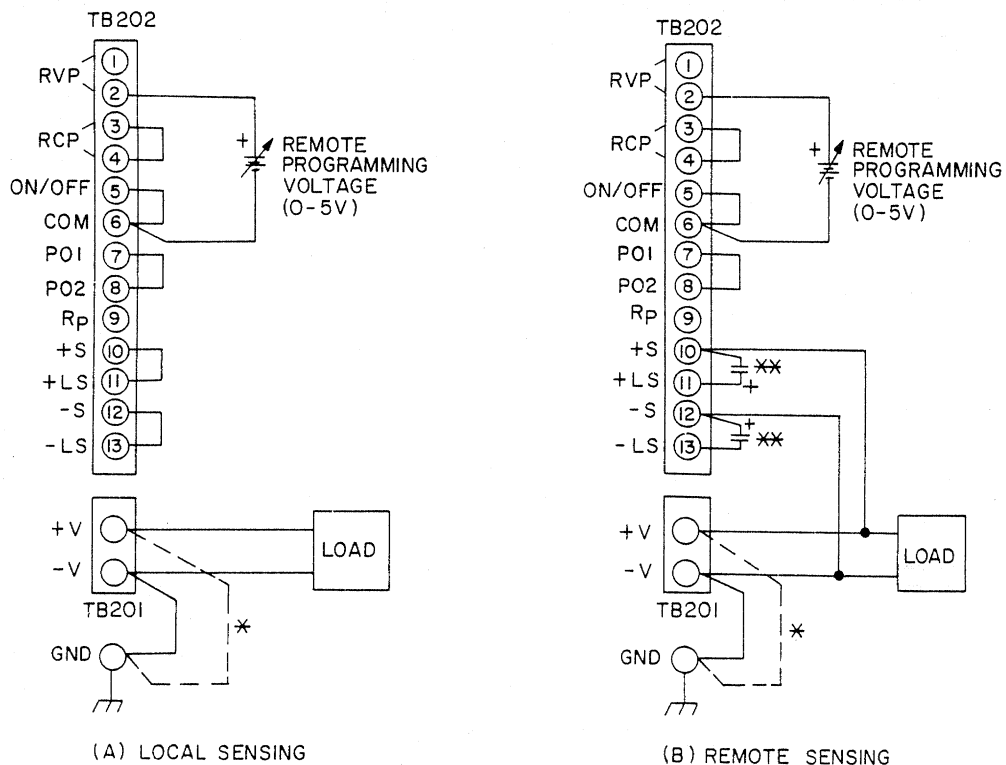 TB202
RVP
1
2
RCP
3
4
ON/OFF
5
COM
6
PO1
7
PO2
8
RP
9
+S
10
+LS
11
-S
12
-LS
13
+
REMOTE
PROGRAMMING
VOLTAGE
(0-5V)
+V
-V
TB201
GND
LOAD
*
(A) LOCAL SENSING
TB202
RVP
1
2
RCP
3
4
ON/OFF
5
COM
6
PO1
7
PO2
8
RP
9
+S
10
+LS
11
-S
12
-LS
13
+
REMOTE
PROGRAMMING
VOLTAGE
(0-5V)
**
+
+
**
+V
-V
TB201
GND
LOAD
*
(B) REMOTE SENSING